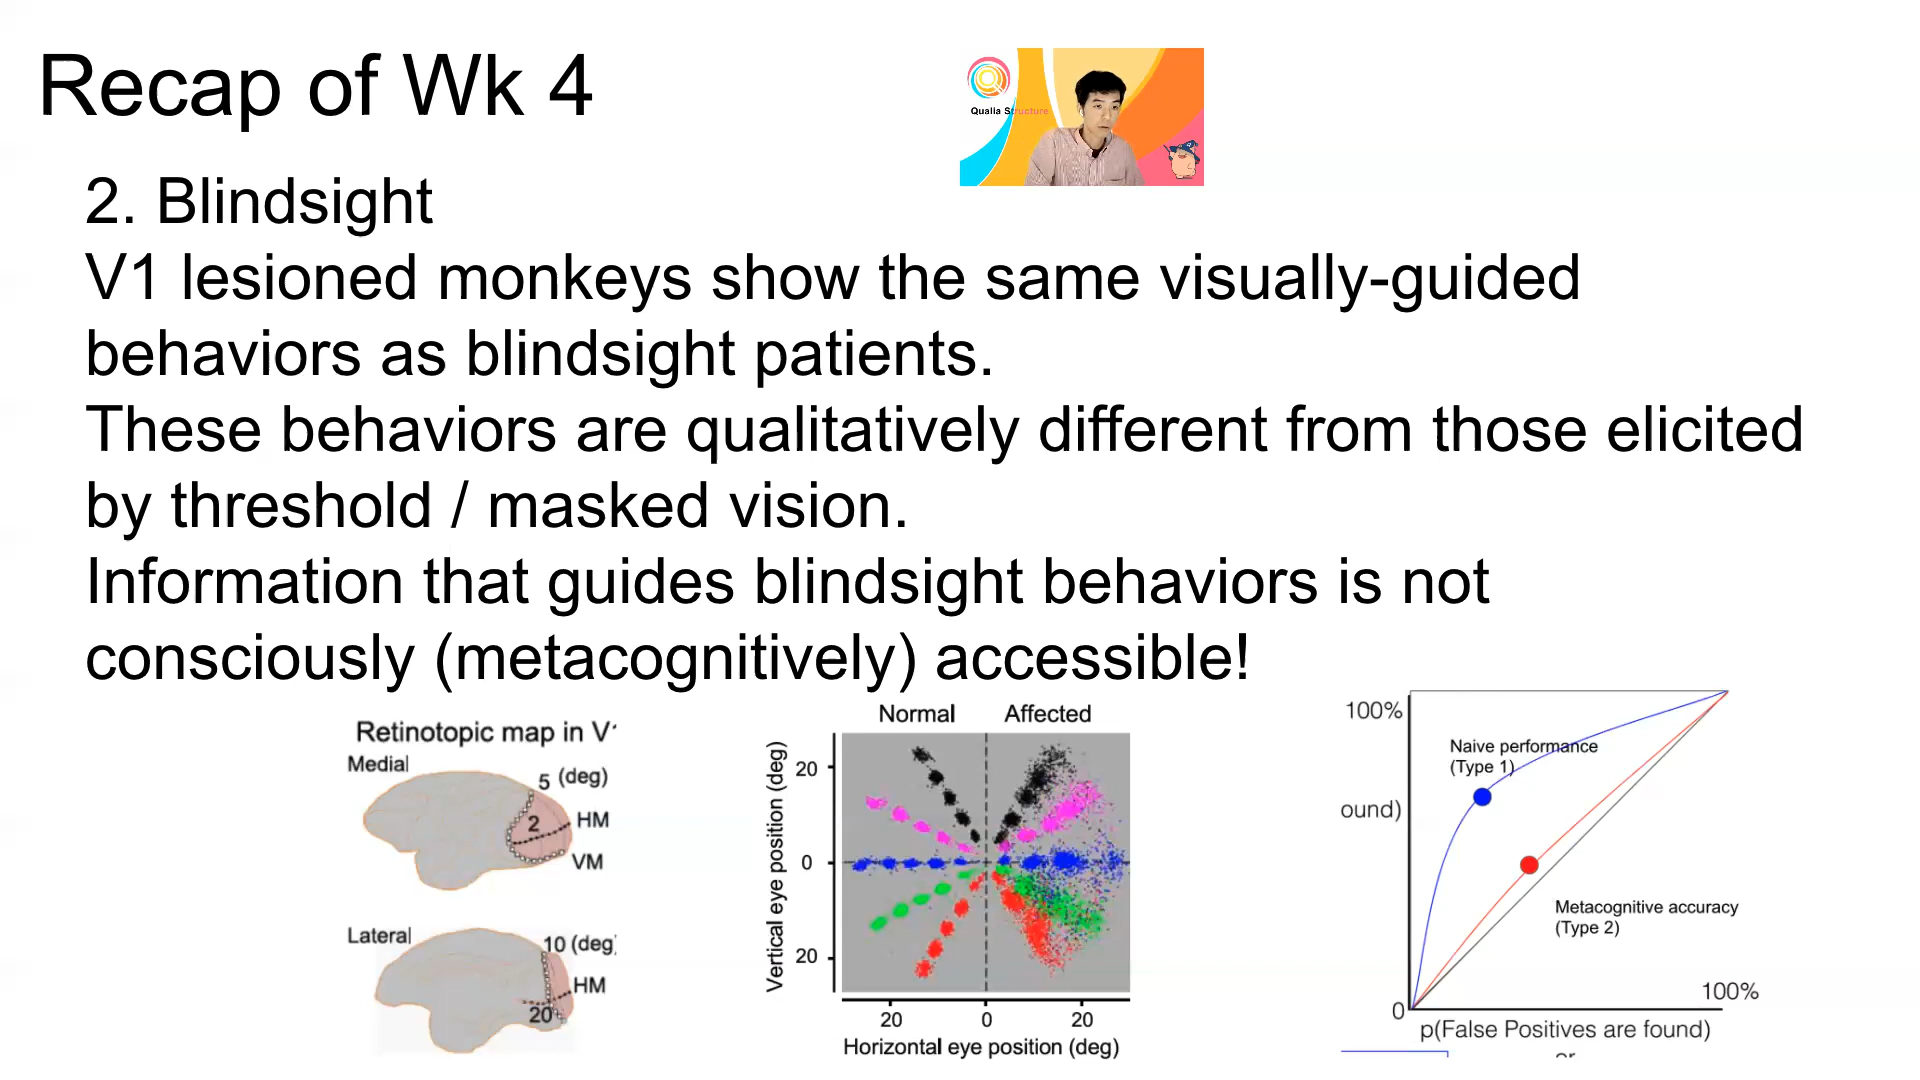 Recap of Wk 4
Qualia Structure
2. Blindsight
V1 lesioned monkeys show the same visually-guided
behaviors as blindsight patients.
These behaviors are qualitatively different from those elicited
by threshold / masked vision.
Information that guides blindsight behaviors is not
consciously (metacognitively) accessible!
Retinotopic map in V
Medial
5 (deg)
2
HM
VM
Lateral
10 (deg
HM
20
Normal Affected
Vertical eye position (deg)
20
0
20
20 0 20
Horizontal eye position (deg)
100%
Naive performance
(Type 1)
ound)
Metacognitive accuracy
(Type 2)
100%
0
p(False Positives are found)